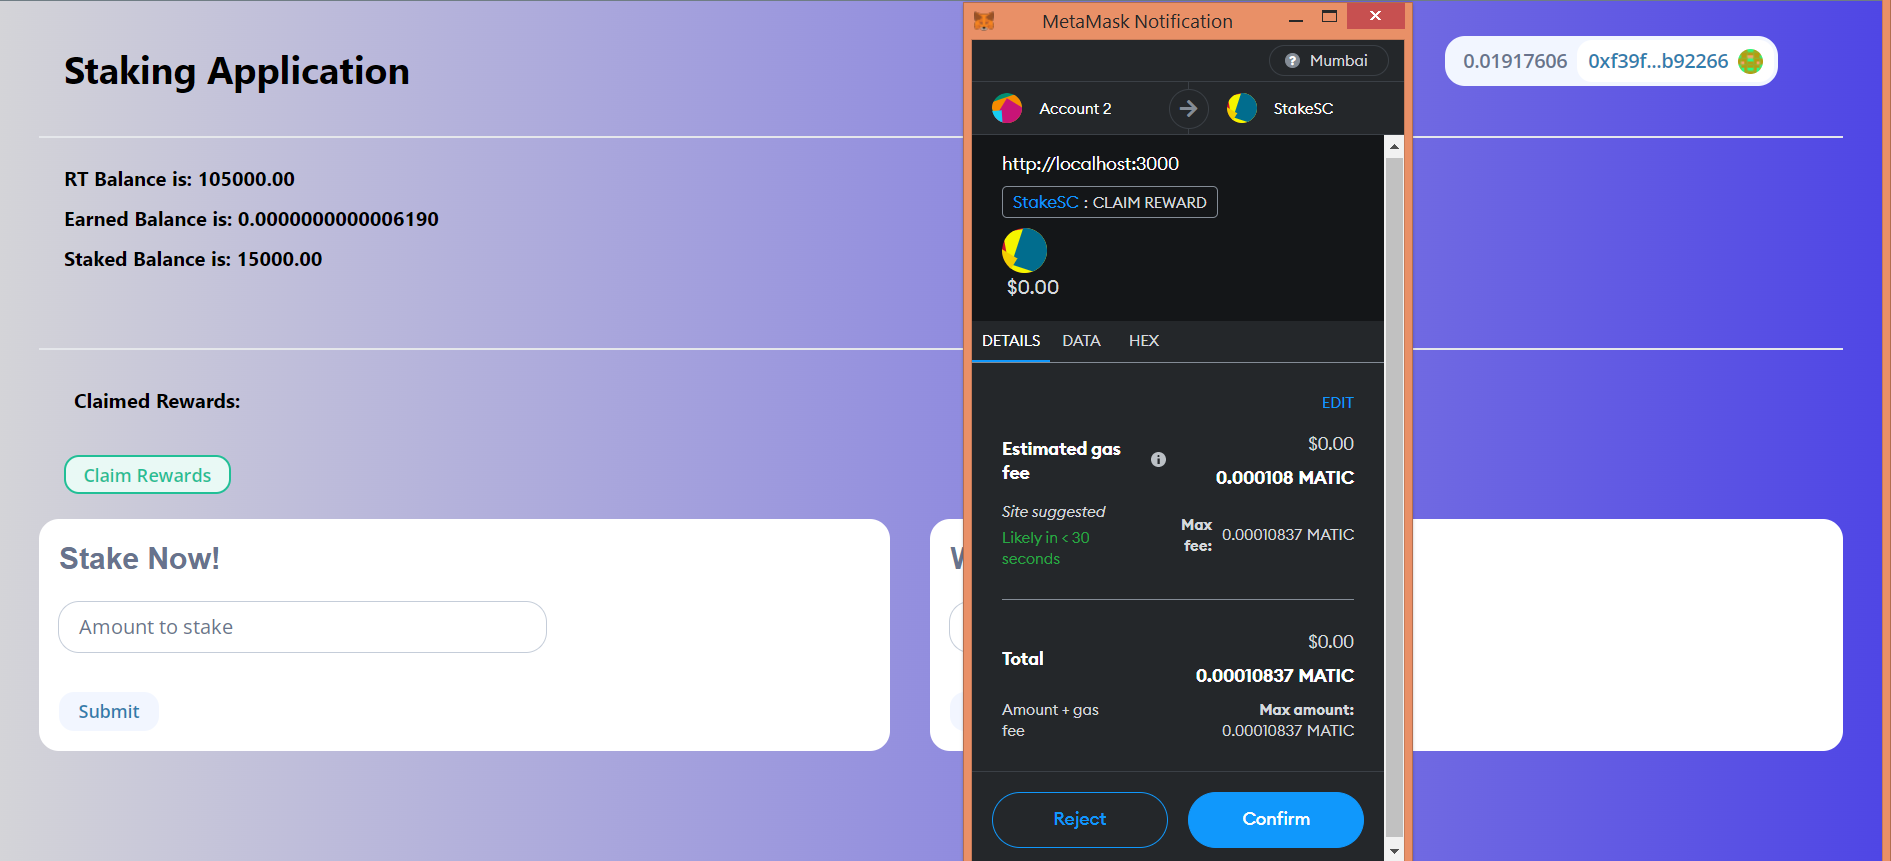 MetaMask Notification
Staking Application
0.01917606 0xf39f...b92266
Mumbai
Account 2
StakeSC
RT Balance is: 105000.00
Earned Balance is: 0.0000000000006190
Staked Balance is: 15000.00
http://localhost:3000
StakeSC : CLAIM REWARD
$0.00
DETAILS DATA HEX
Claimed Rewards:
Claim Rewards
EDIT
Estimated gas
fee
$0.00
0.000108 MATIC
Site suggested
Likely in < 30
seconds
Max
fee:
0.00010837 MATIC
Total
$0.00
0.00010837 MATIC
Amount + gas
fee
Max amount:
0.00010837 MATIC
Reject
Confirm
Stake Now!
Amount to stake
Submit